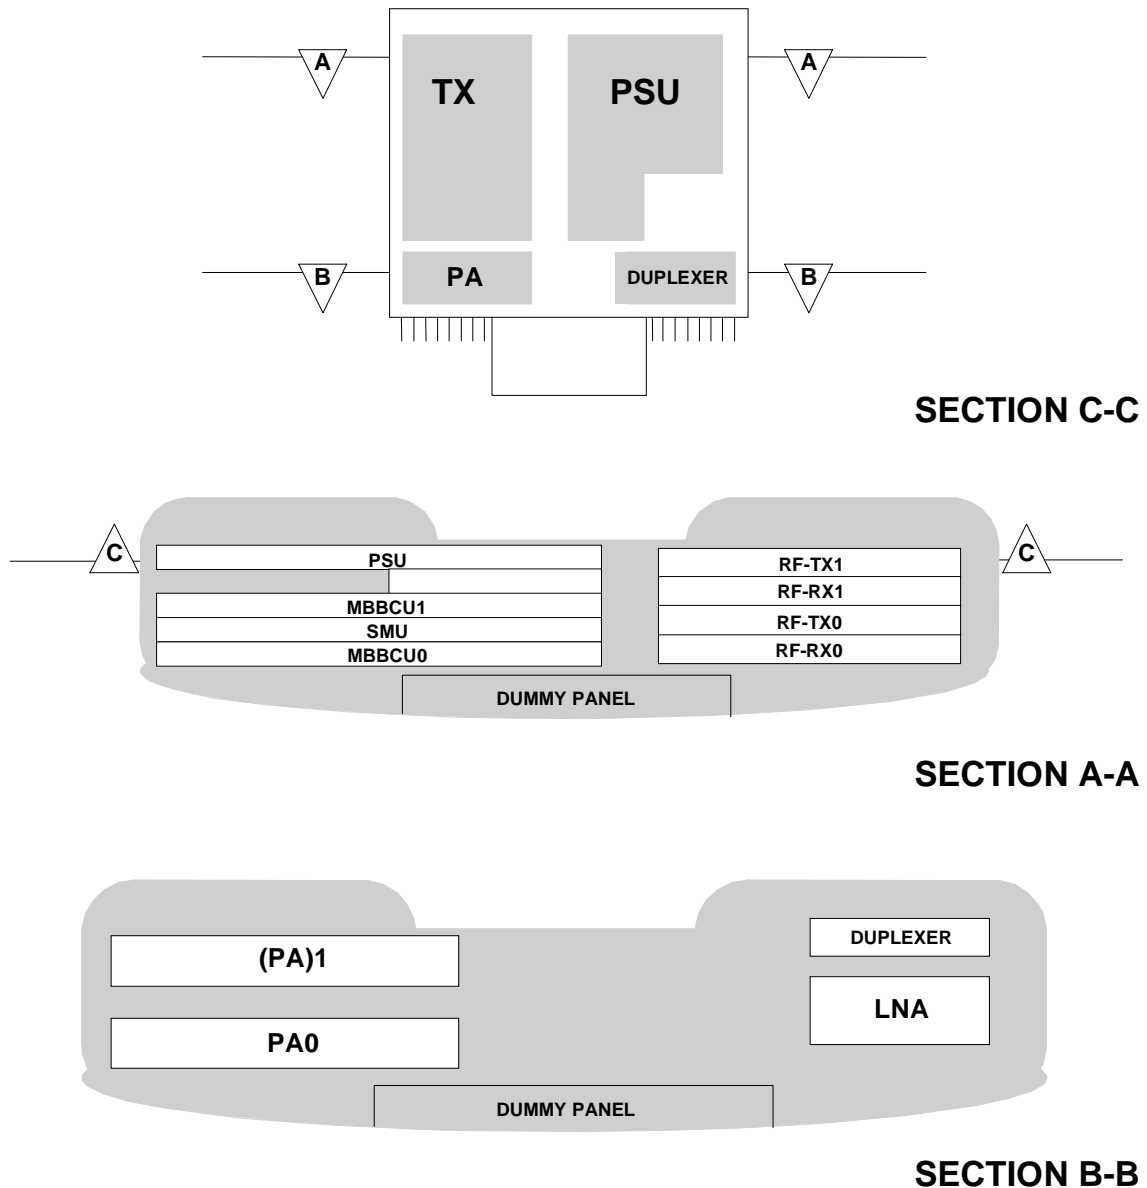 A
A
TX
PSU
B
PA
DUPLEXER
B
SECTION C-C
C
C
PSU
RF-TX1
RF-RX1
MBBCU1
RF-TX0
SMU
RF-RX0
MBBCU0
DUMMY PANEL
SECTION A-A
DUPLEXER
(PA)1
LNA
PA0
DUMMY PANEL
SECTION B-B